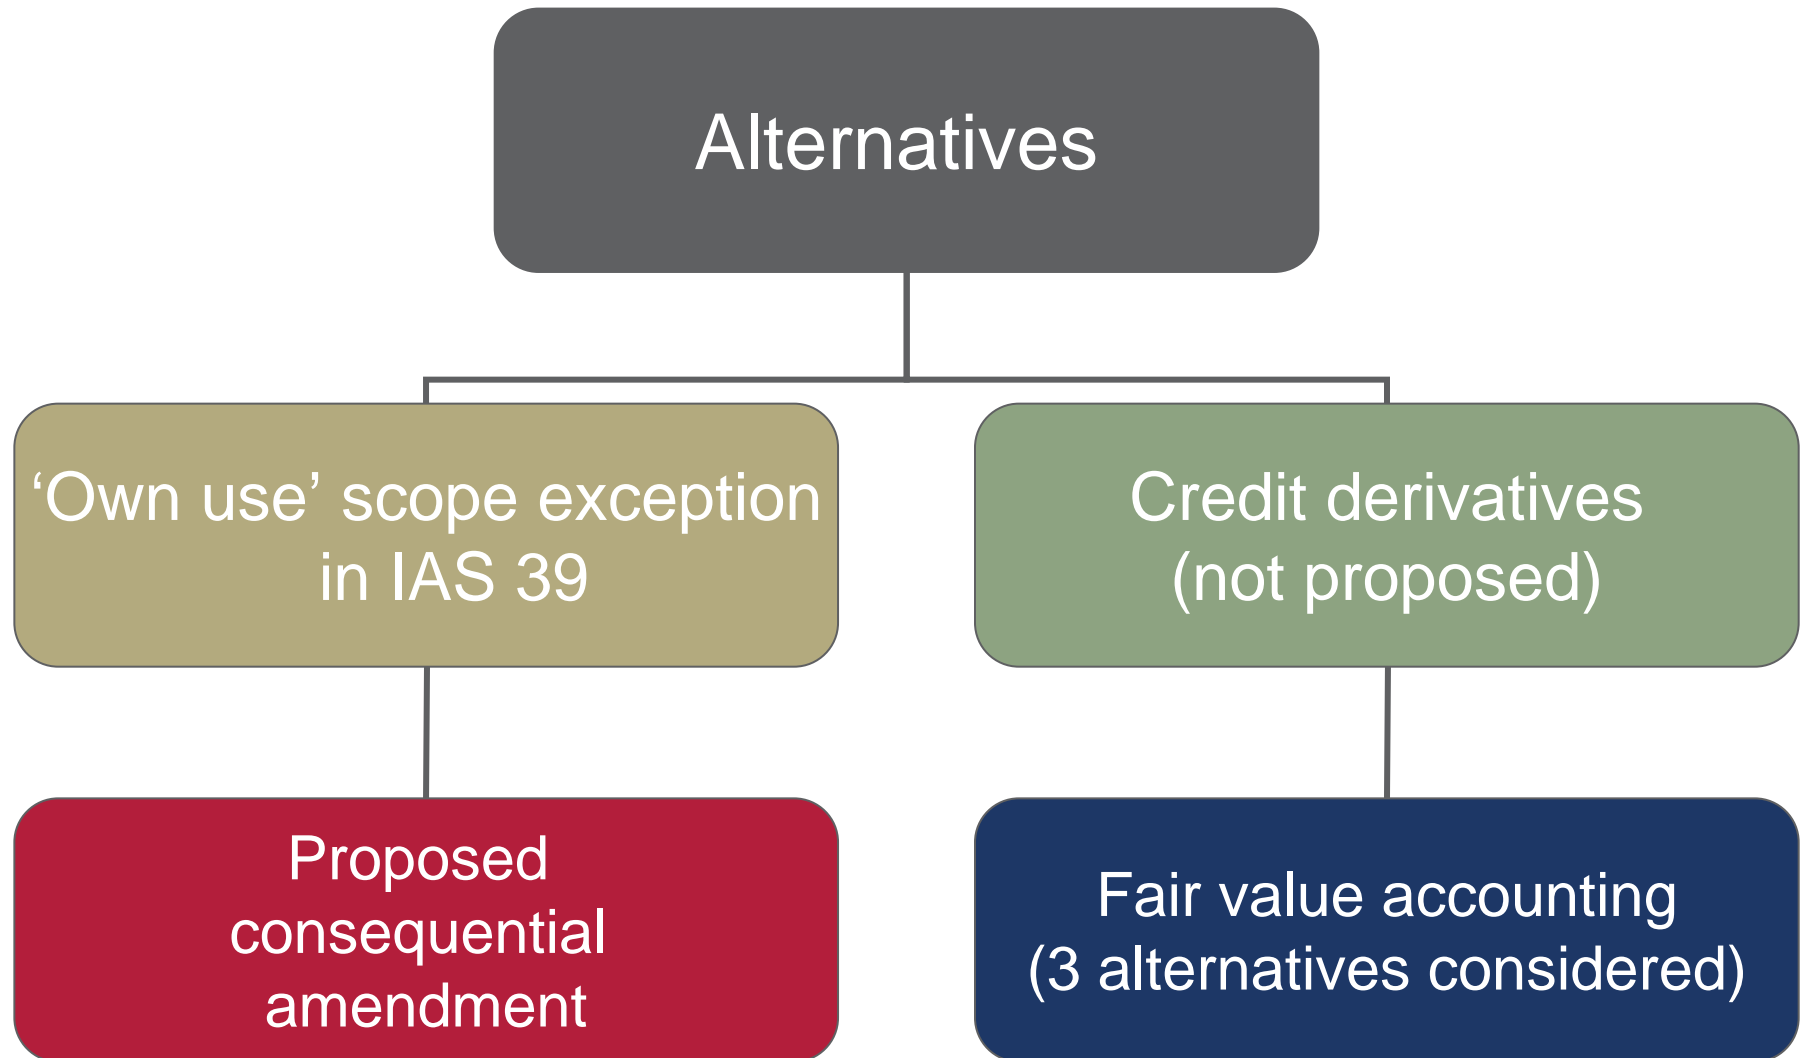 Alternatives
‘Own use’ scope exception
in IAS 39
Credit derivatives
(not proposed)
Proposed
consequential
amendment
Fair value accounting
(3 alternatives considered)